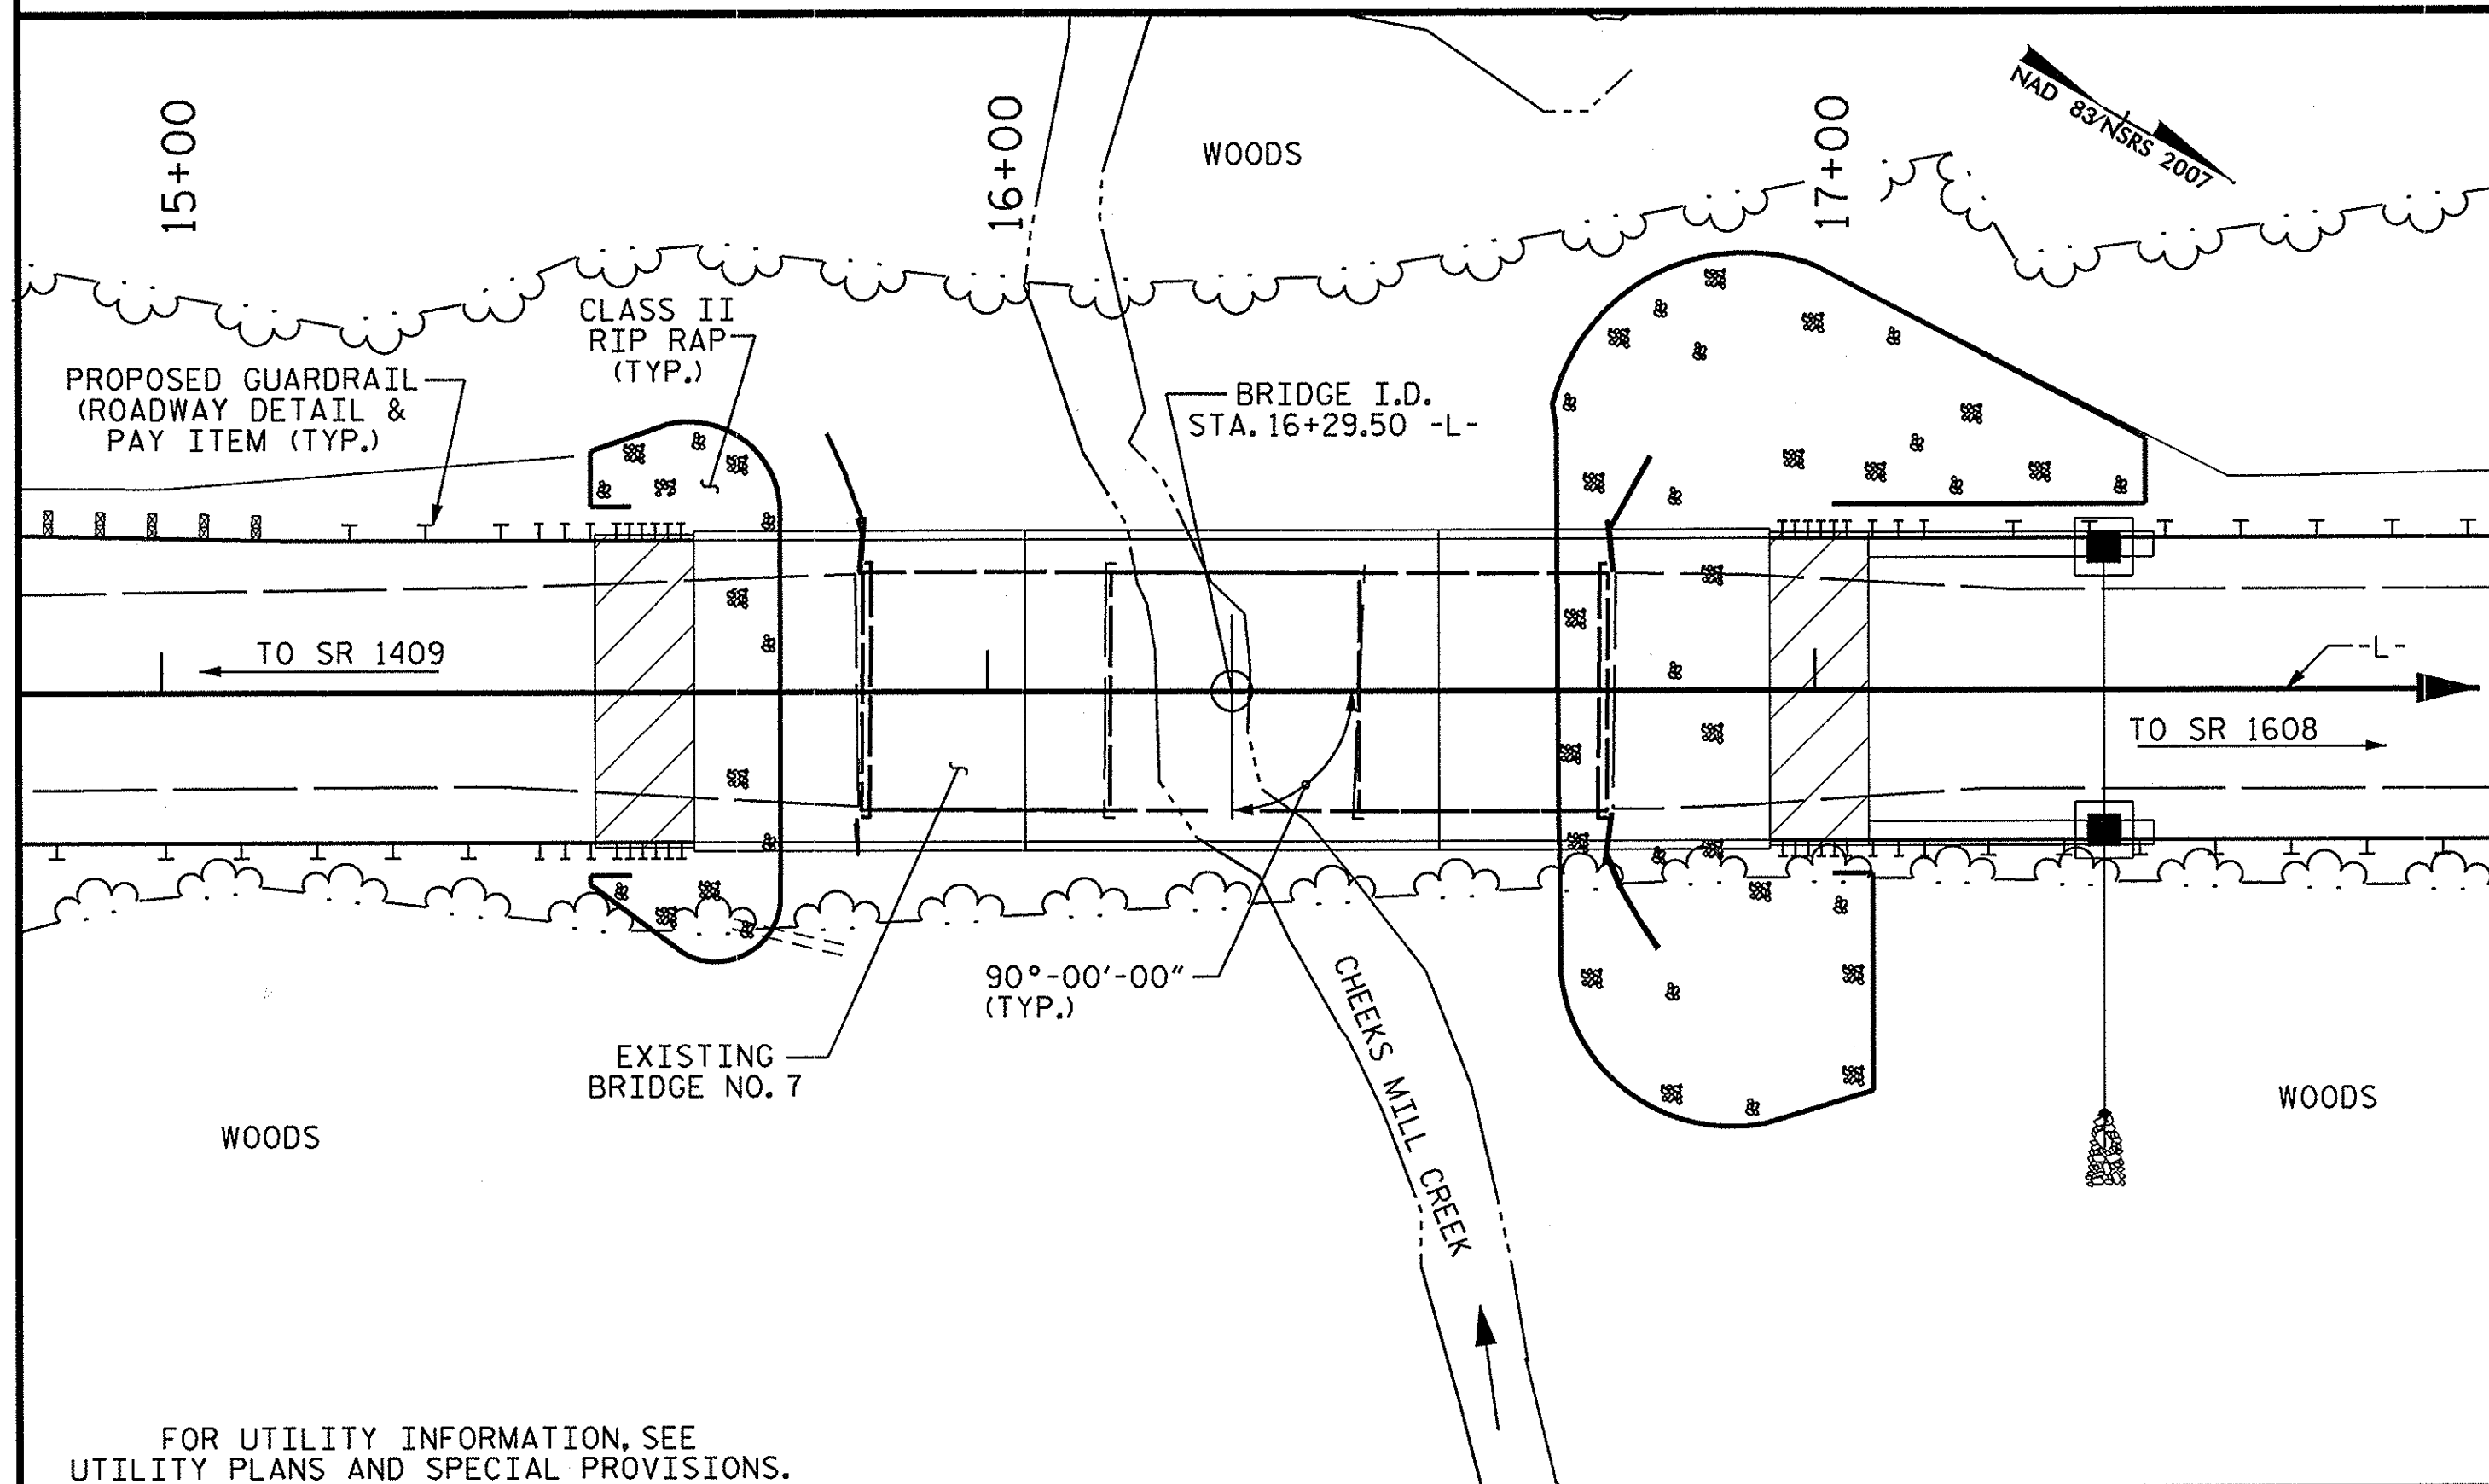 15+00
16+00
17+00
NAD 83/NSRS 2007
WOODS
CLASS II
RIP RAP
(TYP.)
PROPOSED GUARDRAIL
(ROADWAY DETAIL &
PAY ITEM (TYP.)
BRIDGE I.D.
STA. 16+29.50 -L-
TO SR 1409
-L-
TO SR 1608
90°-00'-00"
(TYP.)
EXISTING
BRIDGE NO. 7
CHEEKS MILL CREEK
WOODS
WOODS
FOR UTILITY INFORMATION, SEE
UTILITY PLANS AND SPECIAL PROVISIONS.